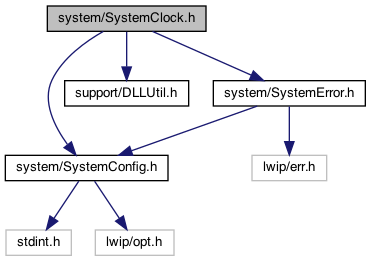 system/SystemClock.h
support/DLLUtil.h
system/SystemError.h
system/SystemConfig.h
lwip/err.h
stdint.h
lwip/opt.h